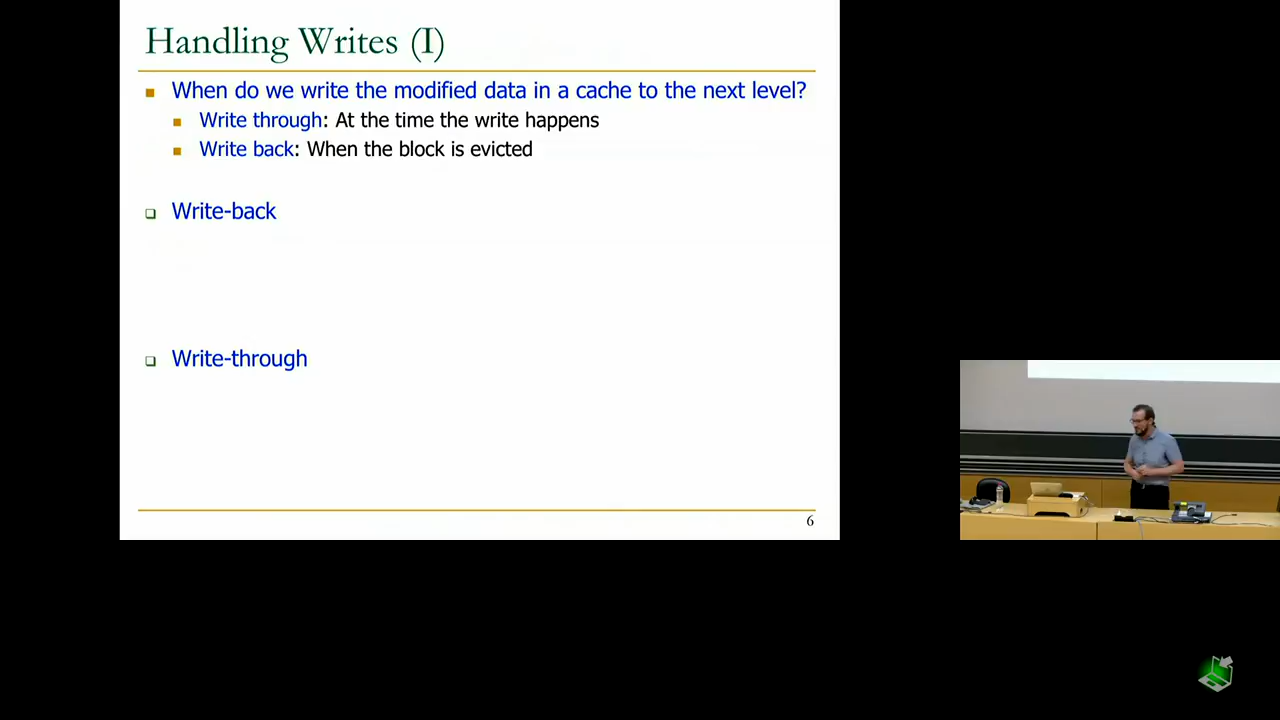 Handling Writes (I)
When do we write the modified data in a cache to the next level?
Write through: At the time the write happens
Write back: When the block is evicted
Write-back
Write-through
6